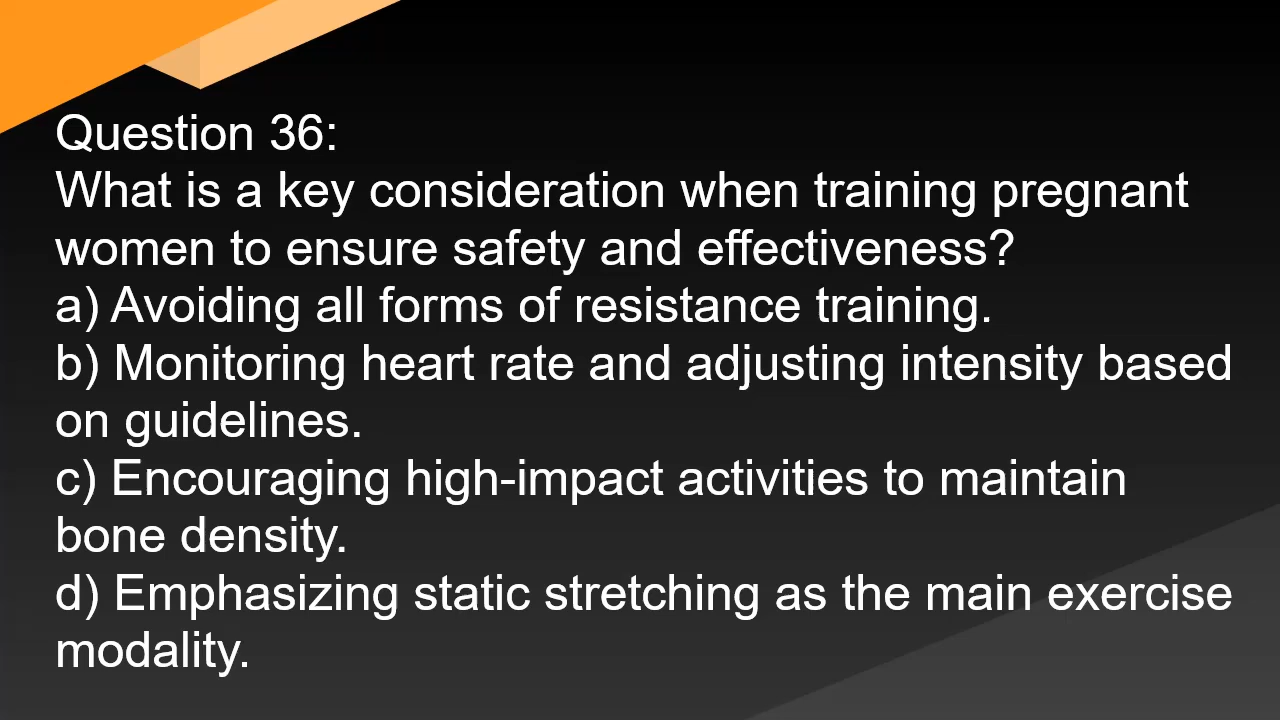 Question 36:
What is a key consideration when training pregnant
women to ensure safety and effectiveness?
a) Avoiding all forms of resistance training.
b) Monitoring heart rate and adjusting intensity based
on guidelines.
c) Encouraging high-impact activities to maintain
bone density.
d) Emphasizing static stretching as the main exercise
modality.